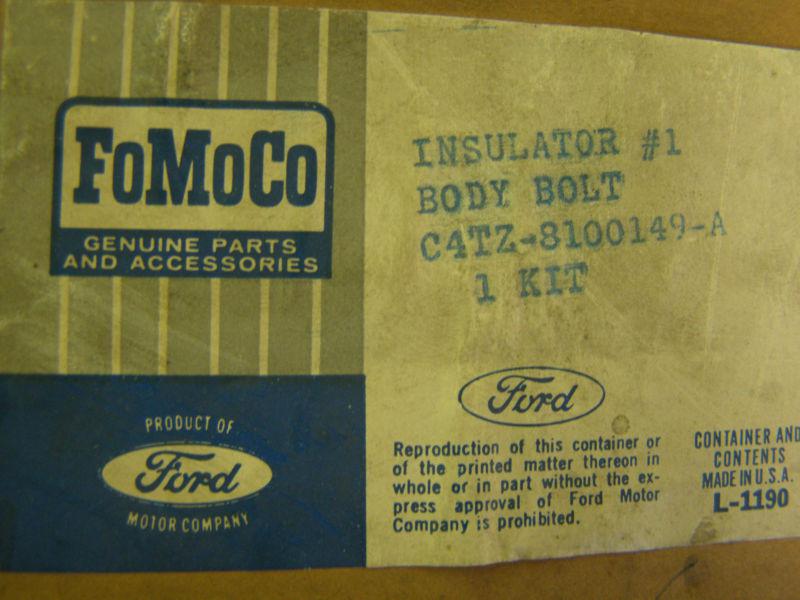 FoMoCo
GENUINE PARTS
AND ACCESSORIES
PRODUCT OF
Ford
MOTOR COMPANY
INSULATOR #1
BODY BOLT
C4TZ-8100149-A
1 KIT
Ford
Reproduction of this container or
of the printed matter thereon in
whole or in part without the ex-
press approval of Ford Motor
Company is prohibited.
CONTAINER AND
CONTENTS
MADE IN U.S.A.
L-1190